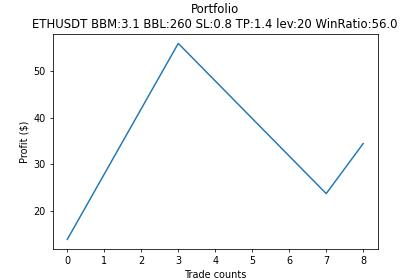 Portfolio
ETHUSDT BBM:3.1 BBL:260 SL:0.8 TP:1.4 lev:20 WinRatio:56.0
Profit ($)
50
40
30
20
0 1 2 3 4 5 6 7 8
Trade counts